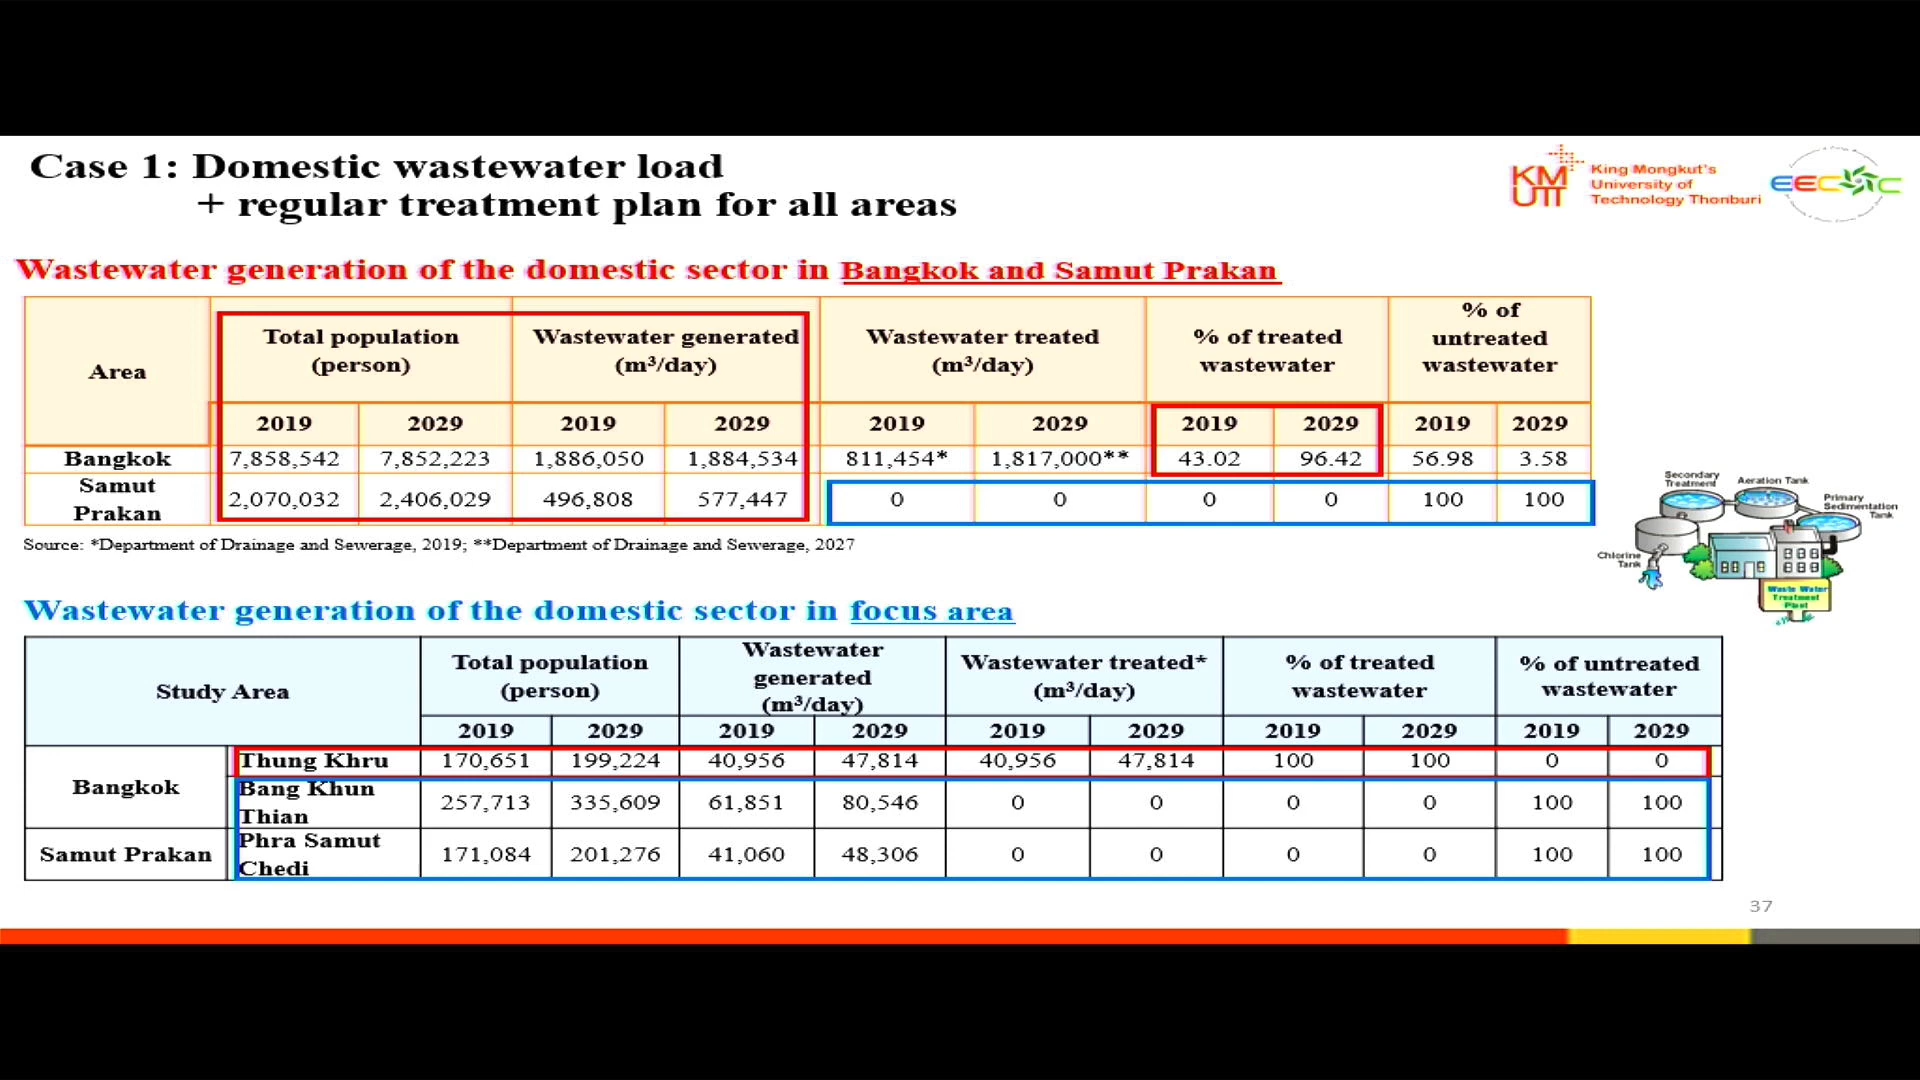 Case 1: Domestic wastewater load
+ regular treatment plan for all areas
King Mongkut's
University of
Technology Thonburi
KM
UTT
EECSC
Wastewater generation of the domestic sector in Bangkok and Samut Prakan
Area
Total population
(person)
Wastewater generated
(m³/day)
Wastewater treated
(m³/day)
% of treated
wastewater
% of
untreated
wastewater
2019 2029 2019 2029 2019 2029 2019 2029 2019 2029
Bangkok 7,858,542 7,852,223 1,886,050 1,884,534 811,454* 1,817,000** 43.02 96.42 56.98 3.58
Samut
Prakan 2,070,032 2,406,029 496,808 577,447 0 0 0 0 100 100
Source: *Department of Drainage and Sewerage, 2019; **Department of Drainage and Sewerage, 2027
Secondary
Treatment
Aeration Tank
Primary
Sedimentation
Tank
Chlorine
Tank
Waste Water
Treatment
Plant
Wastewater generation of the domestic sector in focus area
Study Area
Total population
(person)
Wastewater
generated
(m³/day)
Wastewater treated*
(m³/day)
% of treated
wastewater
% of untreated
wastewater
2019 2029 2019 2029 2019 2029 2019 2029 2019 2029
Bangkok
Thung Khru 170,651 199,224 40,956 47,814 40,956 47,814 100 100 0 0
Bang Khun
Thian 257,713 335,609 61,851 80,546 0 0 0 0 100 100
Samut Prakan
Phra Samut
Chedi 171,084 201,276 41,060 48,306 0 0 0 0 100 100
37